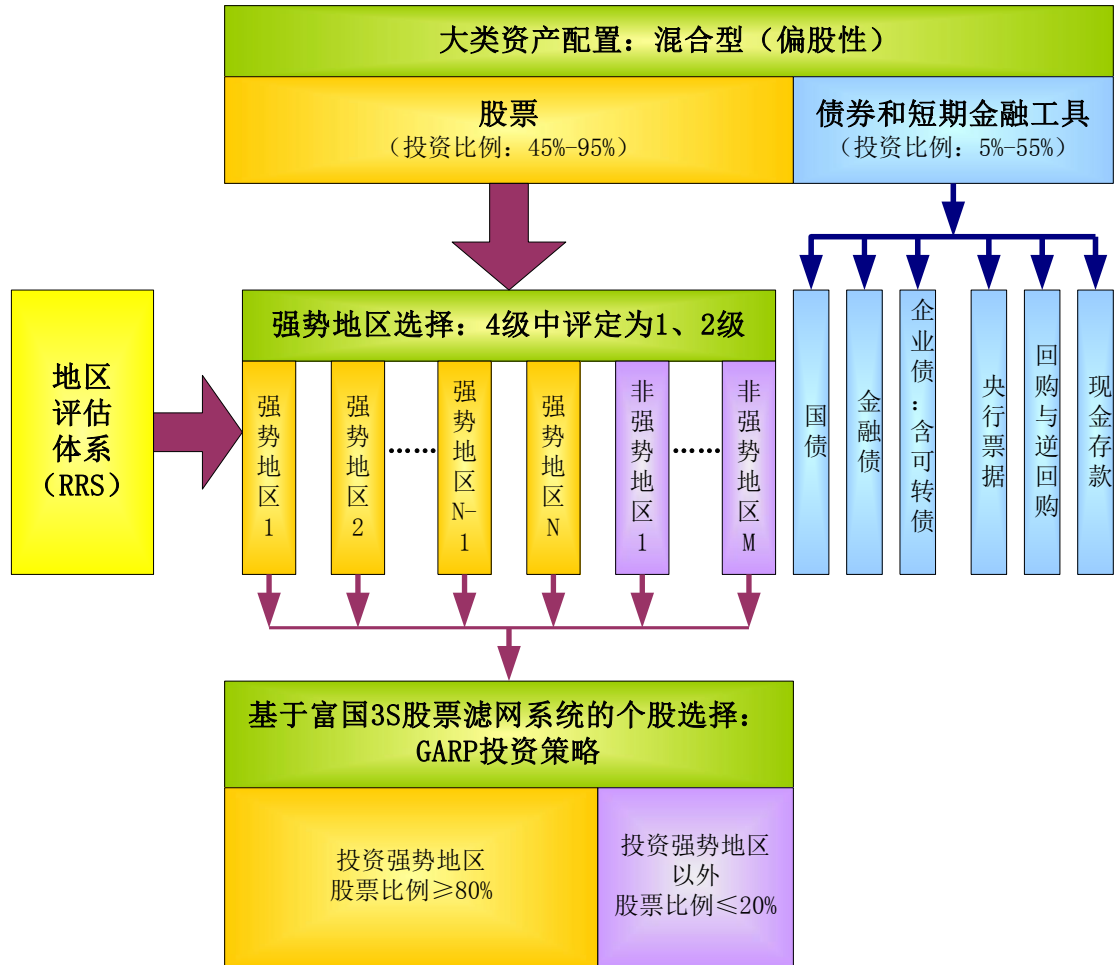 大类资产配置：混合型（偏股性）
股票
（投资比例：45%-95%）
债券和短期金融工具
（投资比例：5%-55%）
地区
评估
体系
（RRS）
强势地区选择：4级中评定为1、2级
强势地区1
强势地区2
……
强势地区N-1
强势地区N
非强势地区1
……
非强势地区M
国债
金融债
企业债：含可转债
央行票据
回购与逆回购
现金存款
基于富国3S股票滤网系统的个股选择：
GARP投资策略
投资强势地区
股票比例≥80%
投资强势地区
以外
股票比例≤20%